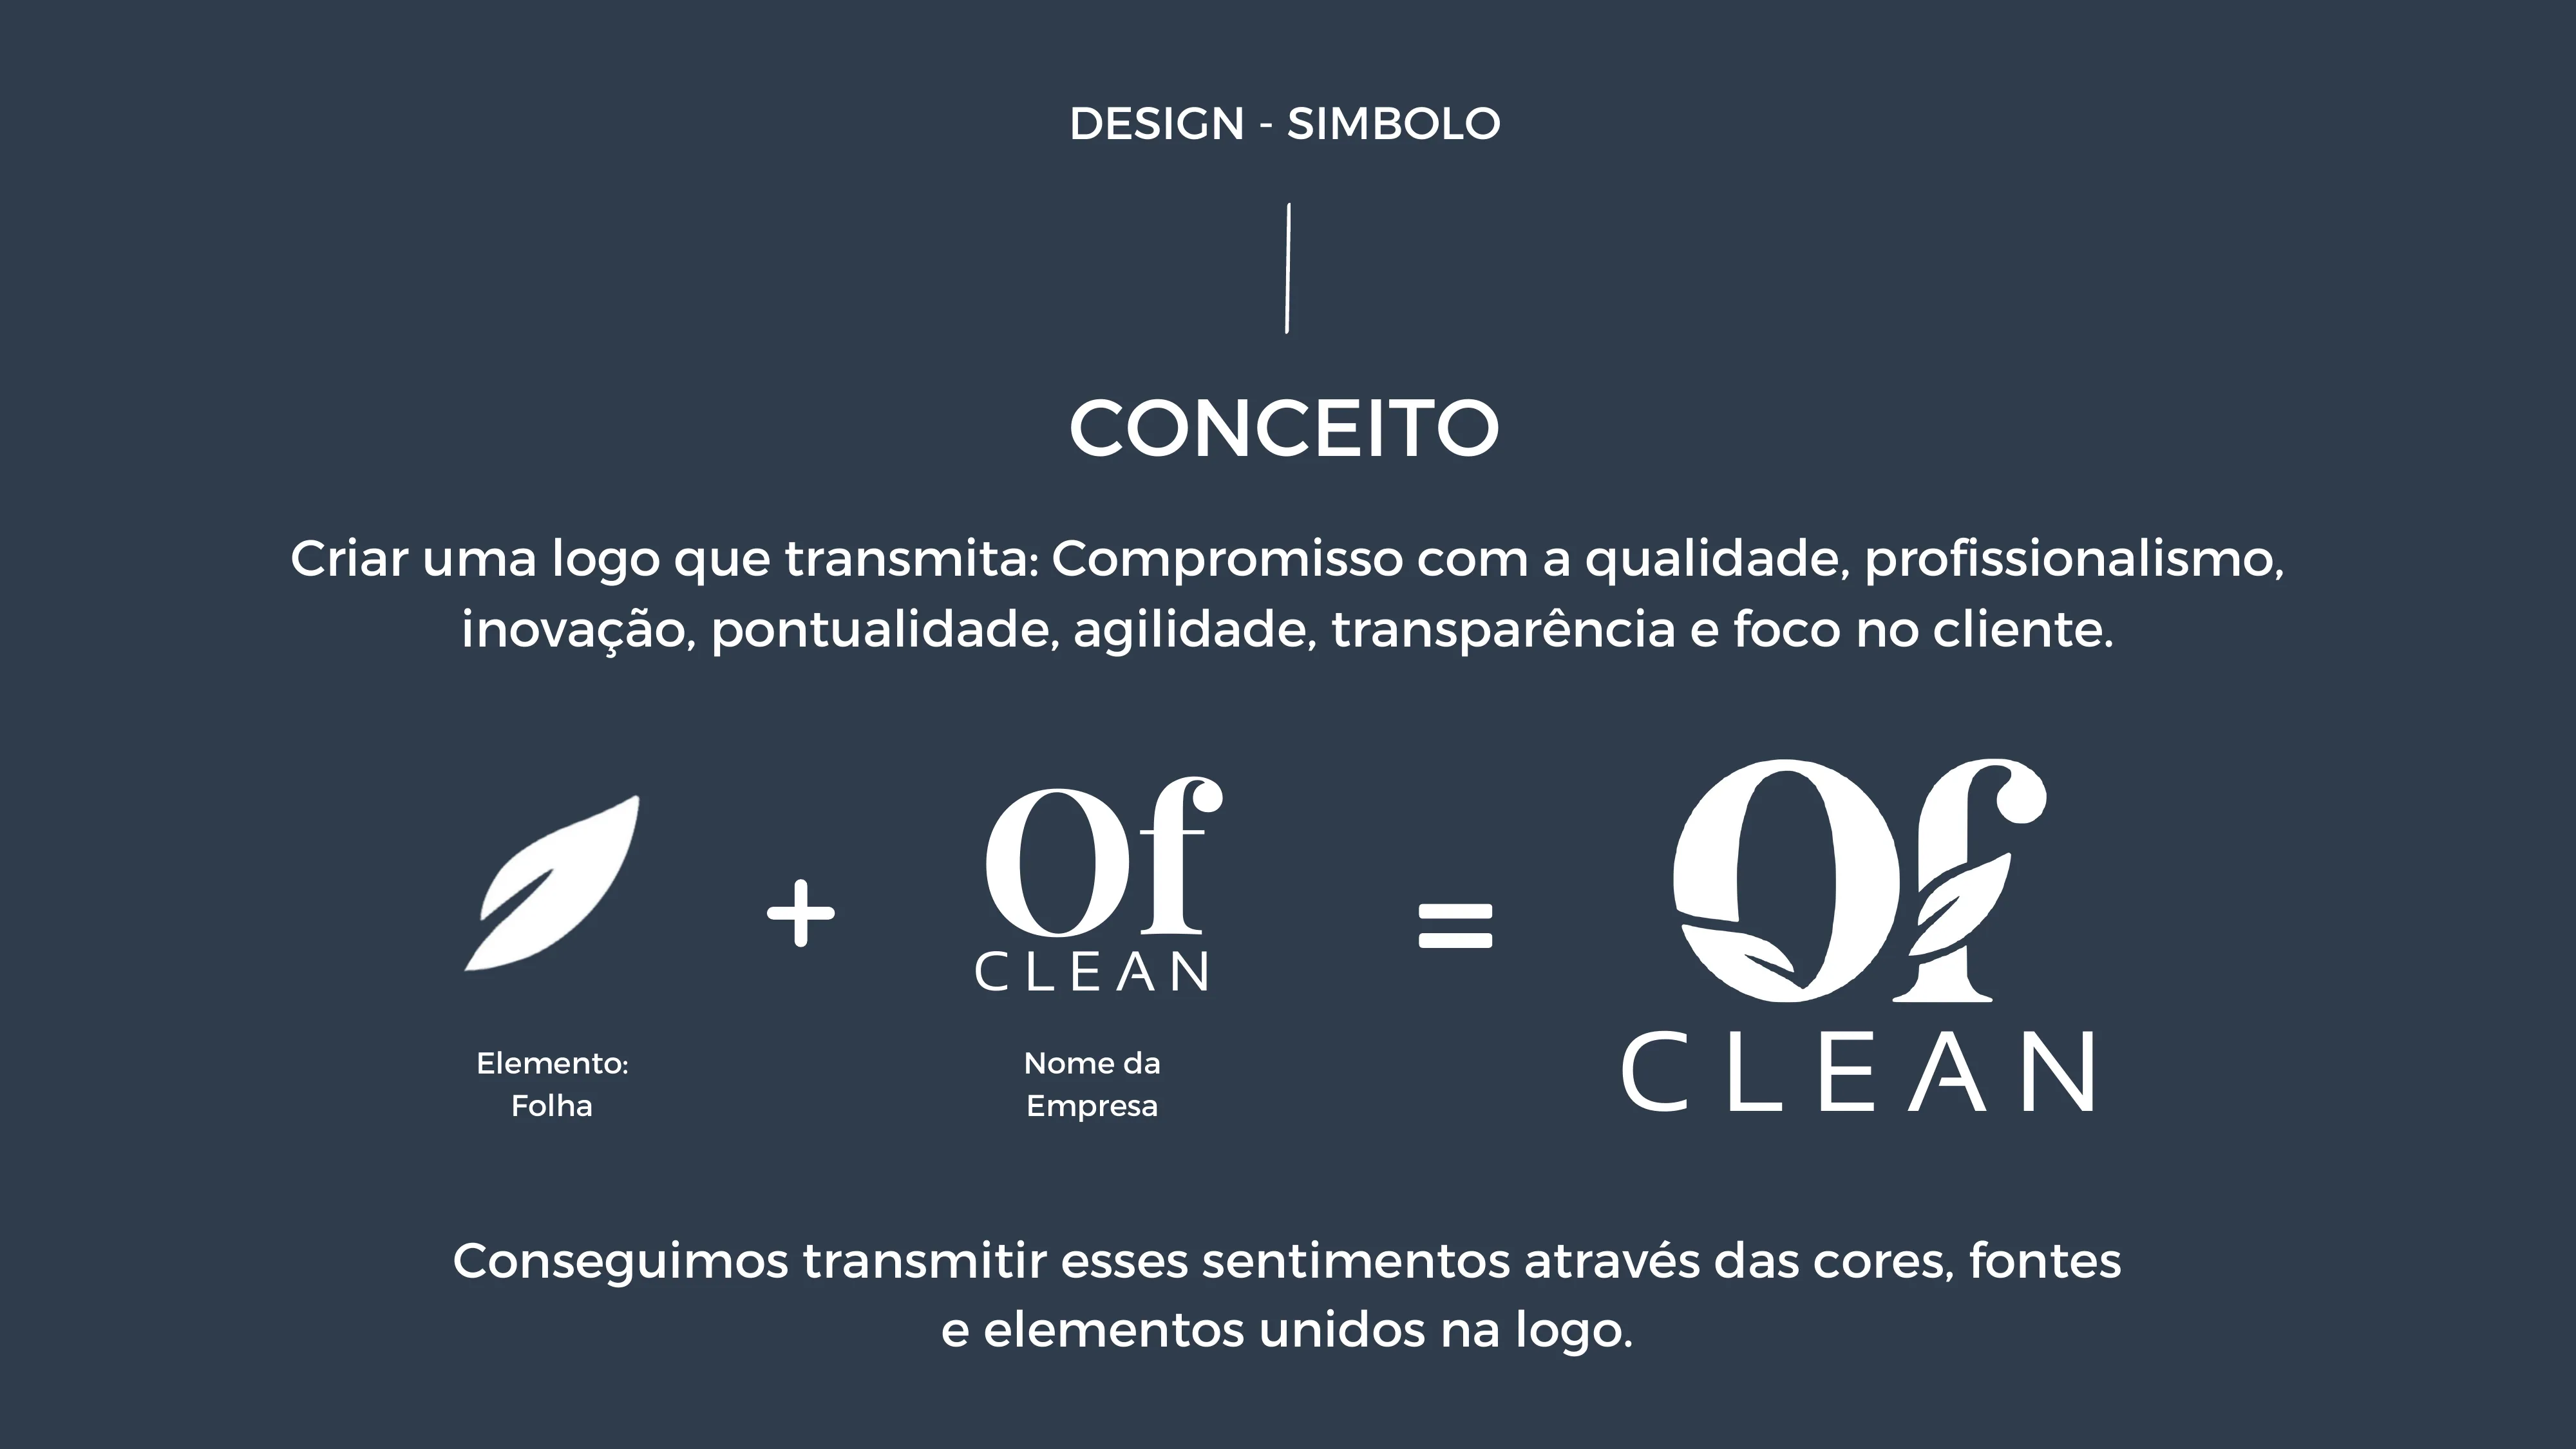 DESIGN - SIMBOLO
CONCEITO
Criar uma logo que transmita: Compromisso com a qualidade, profissionalismo,
inovação, pontualidade, agilidade, transparência e foco no cliente.
+
Of
CLEAN
=
Of
CLEAN
Elemento:
Folha
Nome da
Empresa
Conseguimos transmitir esses sentimentos através das cores, fontes
e elementos unidos na logo.